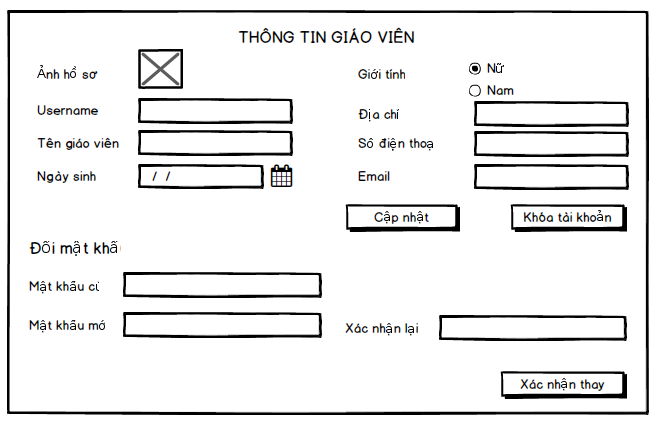 THÔNG TIN GIÁO VIÊN
Ảnh hồ sơ
Giới tính
Nữ
Nam
Username
Địa chỉ
Tên giáo viên
Số điện thoạ
Ngày sinh
/ /
Email
Cập nhật
Khóa tài khoản
Đổi mật khẩ
Mật khẩu cũ
Mật khẩu mớ
Xác nhận lại
Xác nhận thay